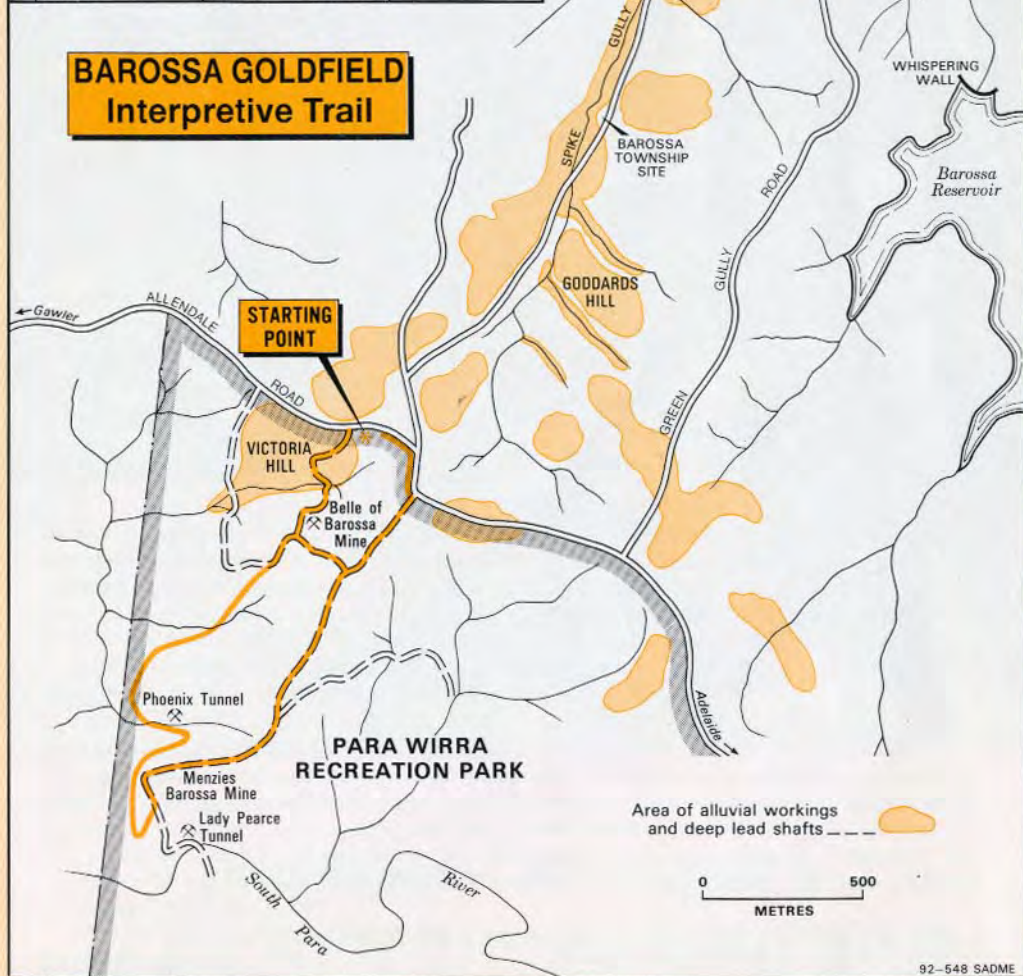 BAROSSA GOLDFIELD
Interpretive Trail
GULLY
SPIKE
BAROSSA
TOWNSHIP
SITE
WHISPERING
WALL
Barossa
Reservoir
ROAD
GULLY
GREEN
GODDARDS
HILL
Gawler
ALLENDALE
ROAD
STARTING
POINT
VICTORIA
HILL
Belle of
Barossa
Mine
Phoenix Tunnel
Menzies
Barossa Mine
Lady Pearce
Tunnel
PARA WIRRA
RECREATION PARK
Adelaide
South
Para
River
Area of alluvial workings
and deep lead shafts
0 500
METRES
92-548 SADME